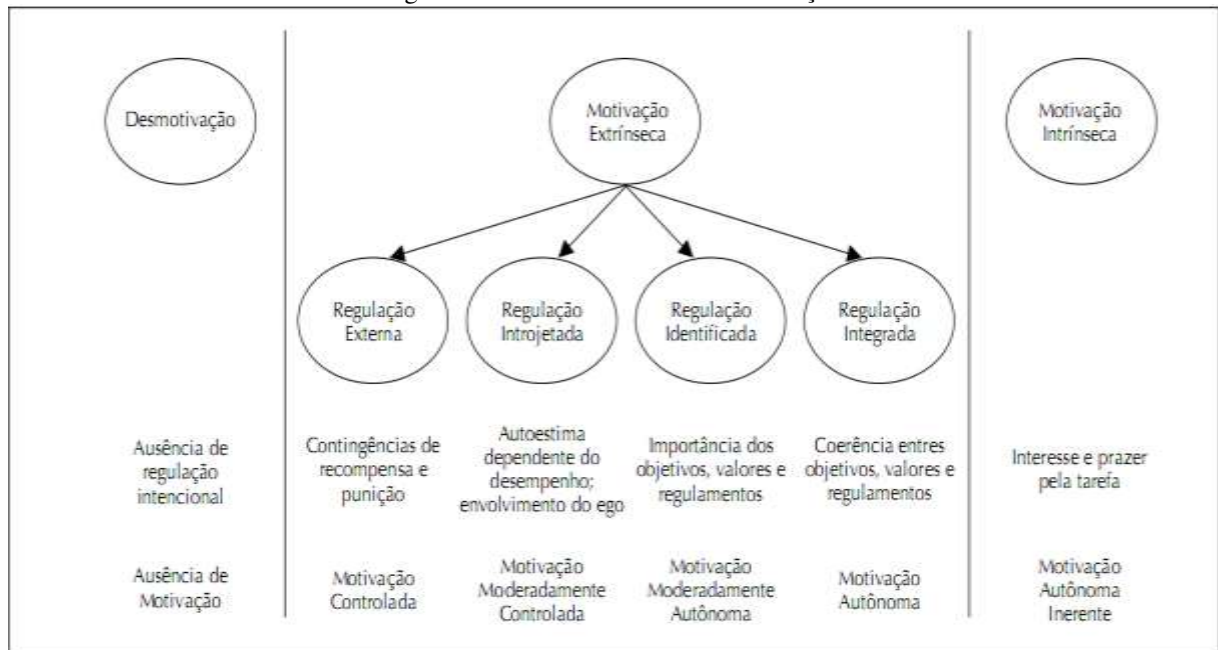 Desmotivação
Motivação
Extrínseca
Motivação
Intrínseca
Regulação
Externa
Regulação
Introjetada
Regulação
Identificada
Regulação
Integrada
Ausência de
regulação
intencional
Contingências de
recompensa e
punição
Autoestima
dependente do
desempenho;
envolvimento do ego
Importância dos
objetivos, valores e
regulamentos
Coerência entres
objetivos, valores e
regulamentos
Interesse e prazer
pela tarefa
Ausência de
Motivação
Motivação
Controlada
Motivação
Moderadamente
Controlada
Motivação
Moderadamente
Autônoma
Motivação
Autônoma
Motivação
Autônoma
Inerente